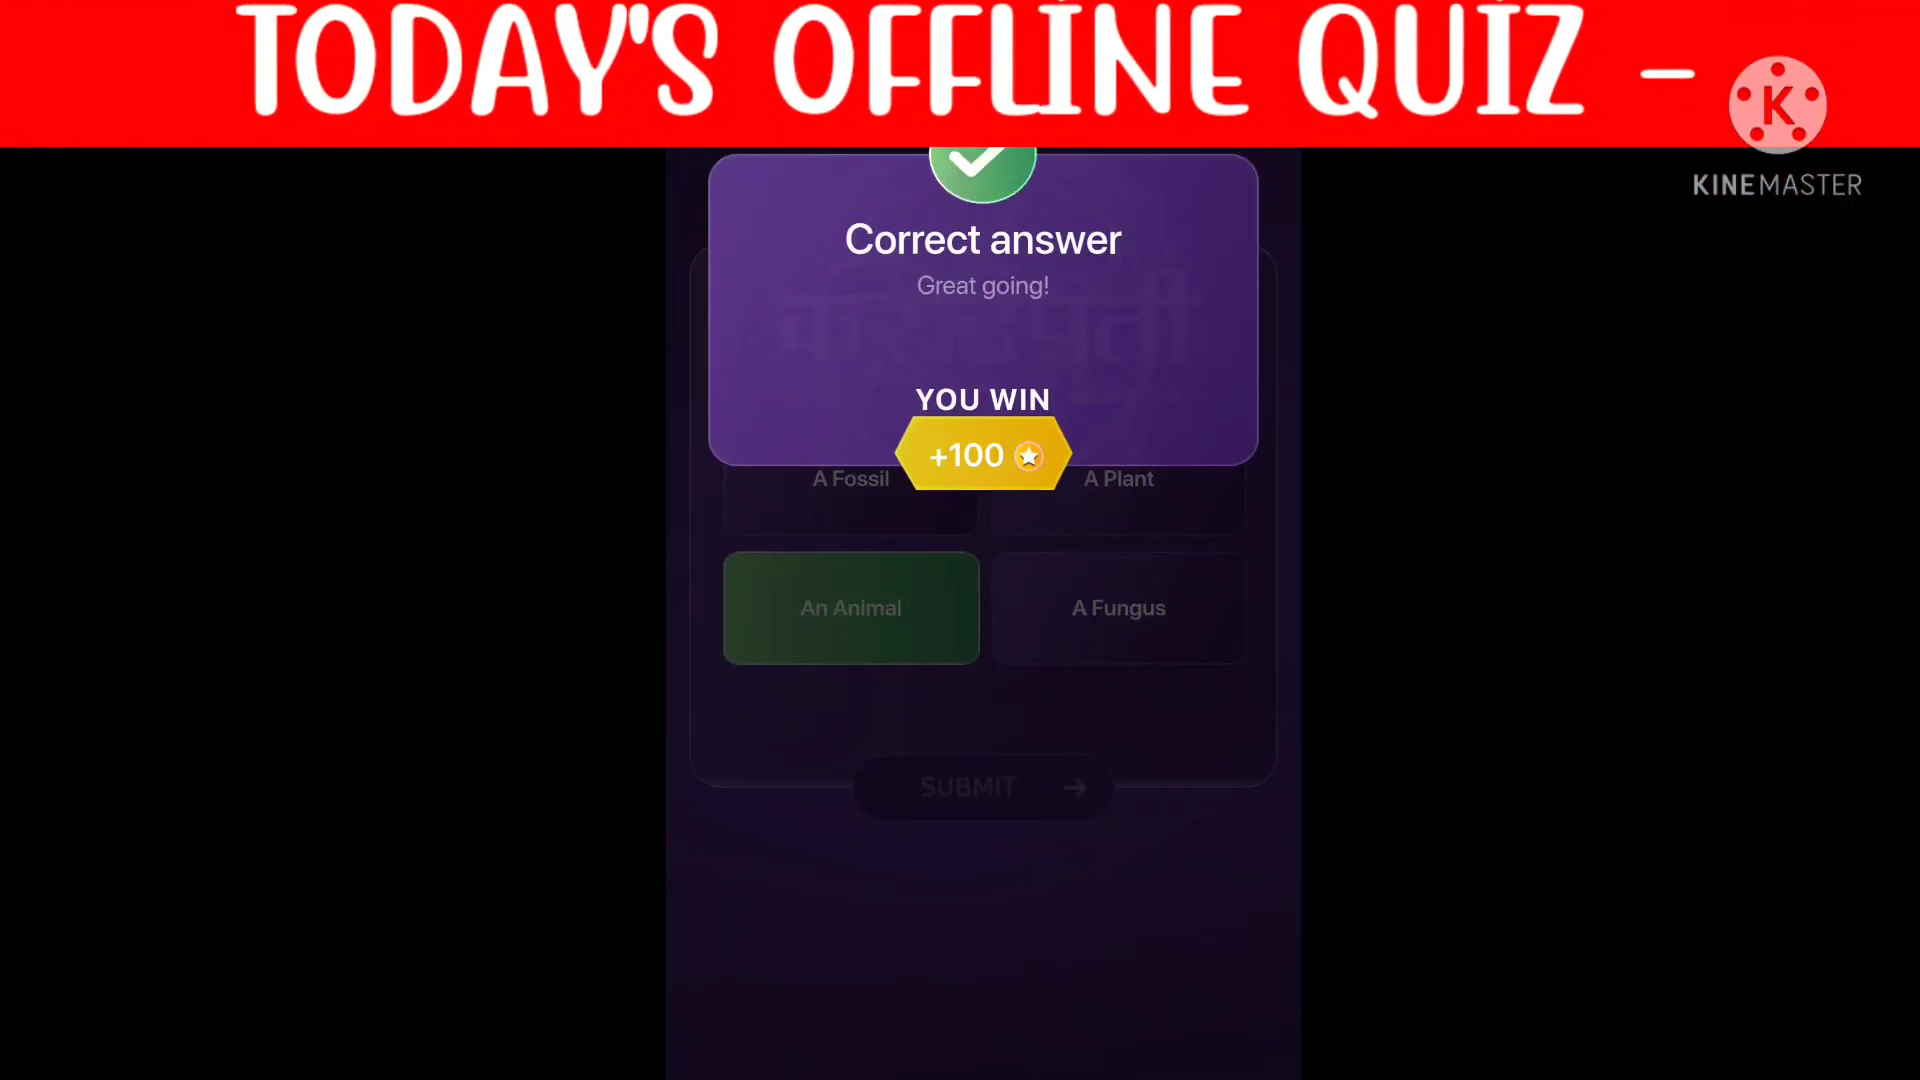 TODAY'S OFFLINE QUIZ -
K
KINEMASTER
Correct answer
Great going!
YOU WIN
+100
A Fossil
A Plant
An Animal
A Fungus
SUBMIT